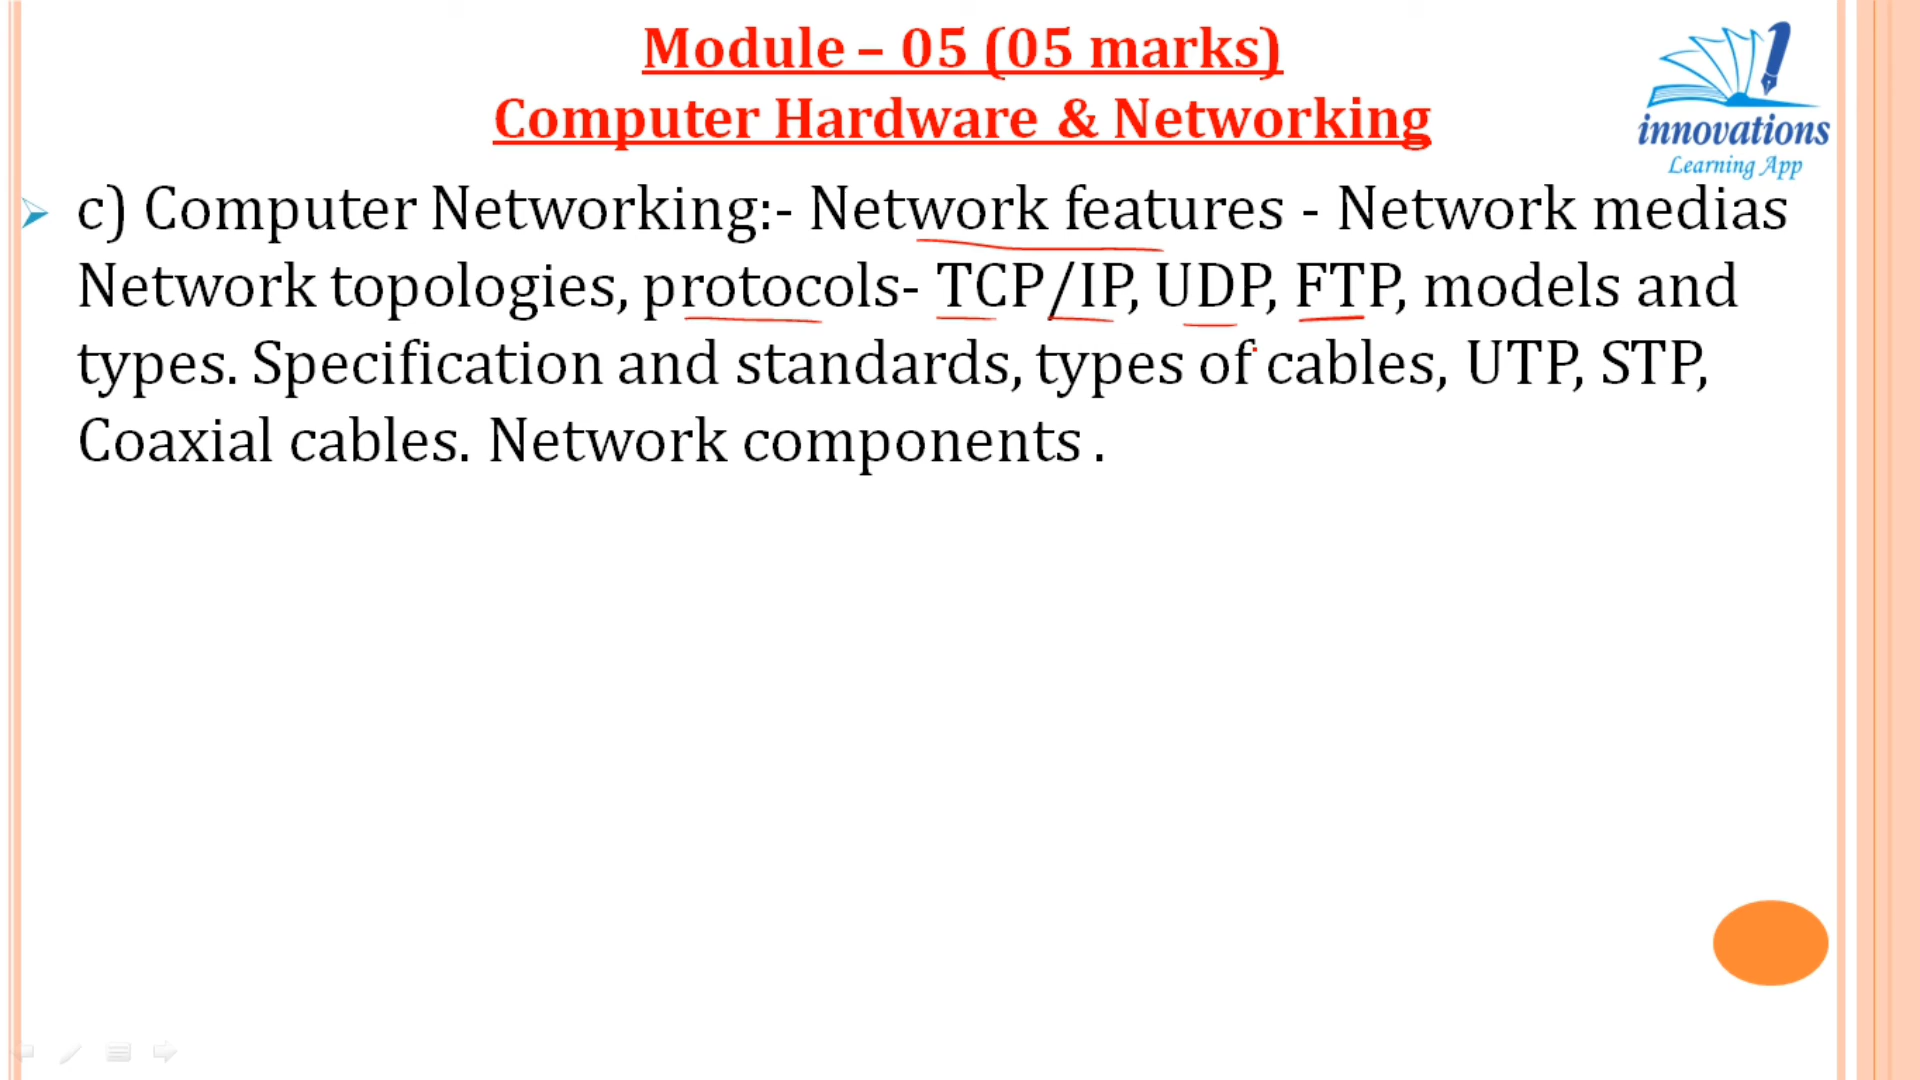 Module – 05 (05 marks)
Computer Hardware & Networking
innovations
Learning App
c) Computer Networking:- Network features - Network medias
Network topologies, protocols- TCP/IP, UDP, FTP, models and
types. Specification and standards, types of cables, UTP, STP,
Coaxial cables. Network components .